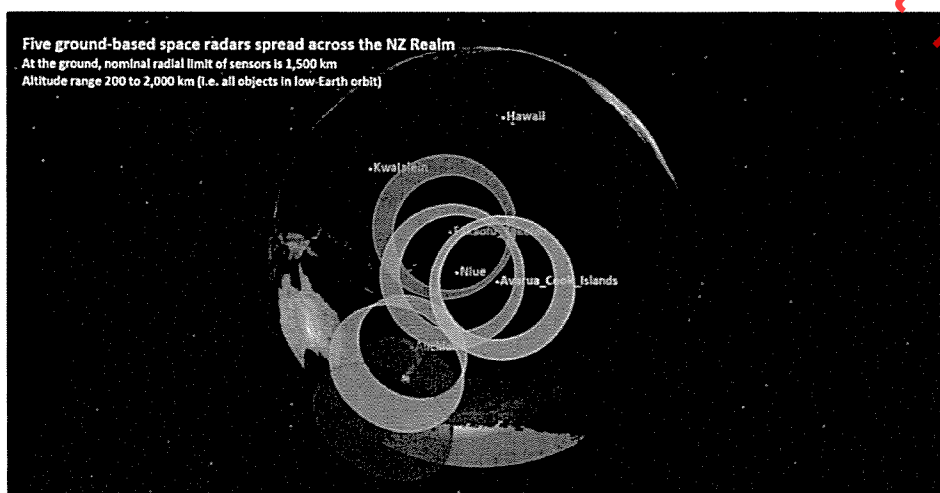 Five ground-based space radars spread across the NZ Realm
At the ground, nominal radial limit of sensors is 1,500 km
Altitude range 200 to 2,000 km (i.e. all objects in low-Earth orbit)
Hawaii
Kwajalein
Niue
Avarua_Cook_Islands